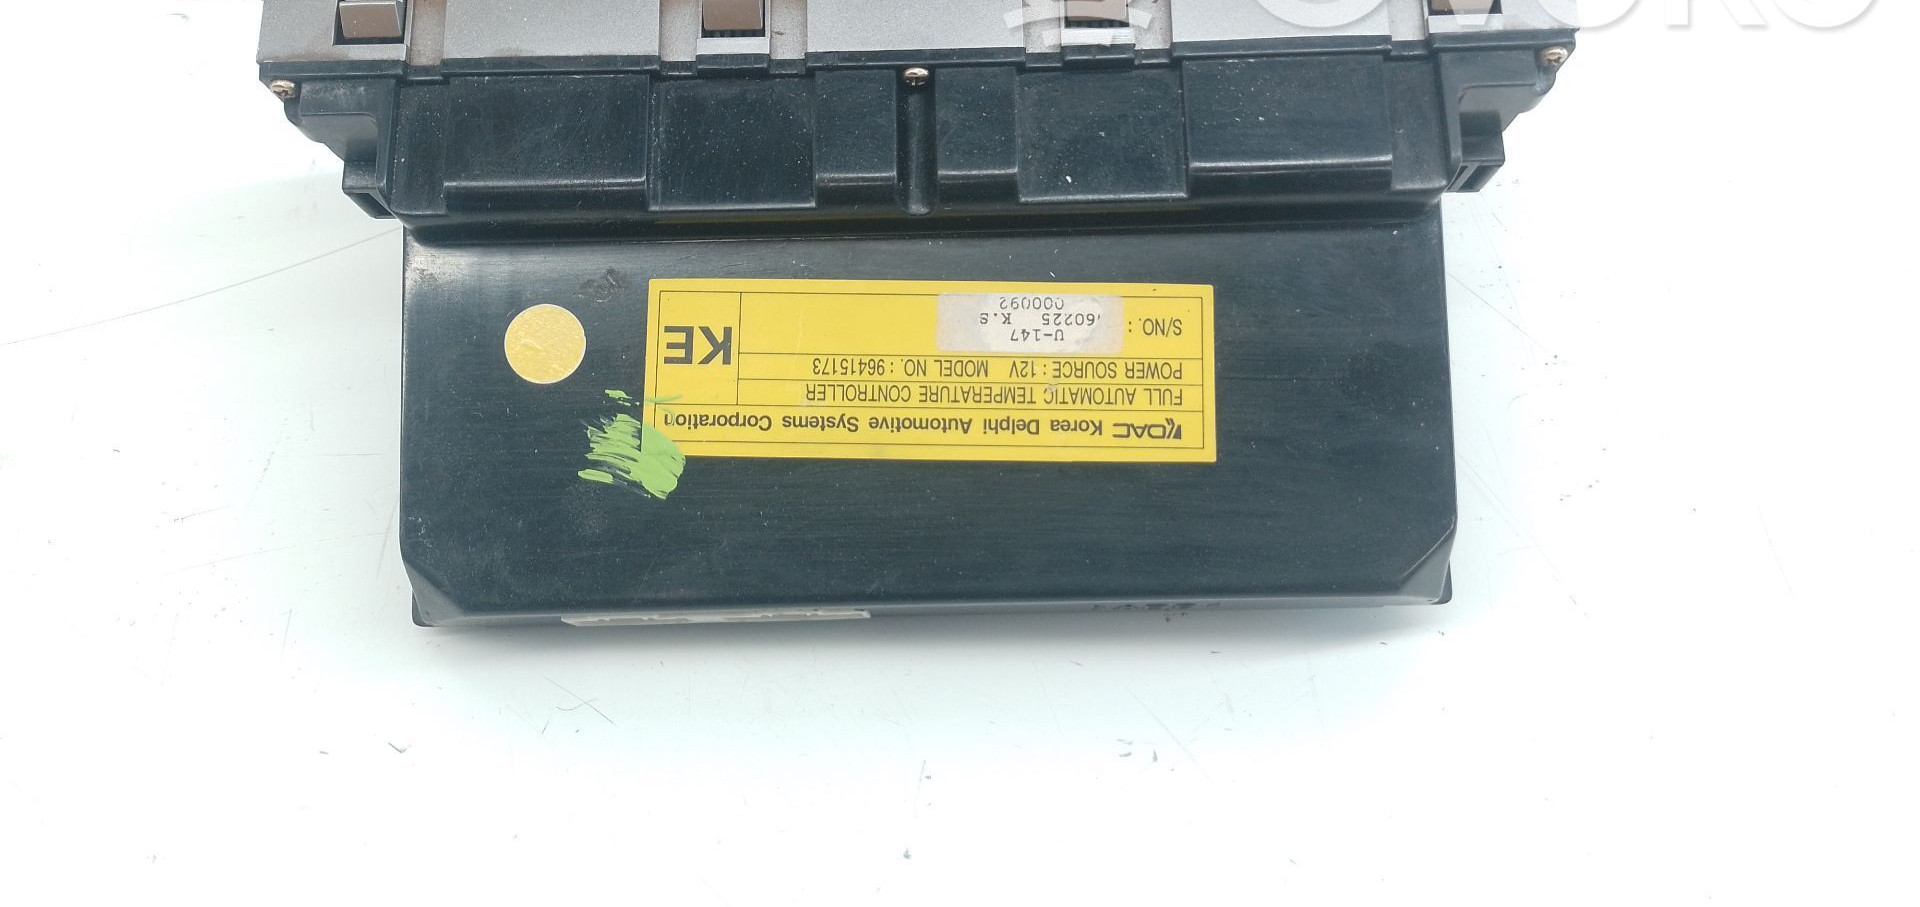 KDAC Korea Delphi Automotive Systems Corporation
FULL AUTOMATIC TEMPERATURE CONTROLLER
POWER SOURCE : 12V MODEL NO. : 96415173
KE
S/NO. :
U-147
60225 K.S
000092
OVOKO